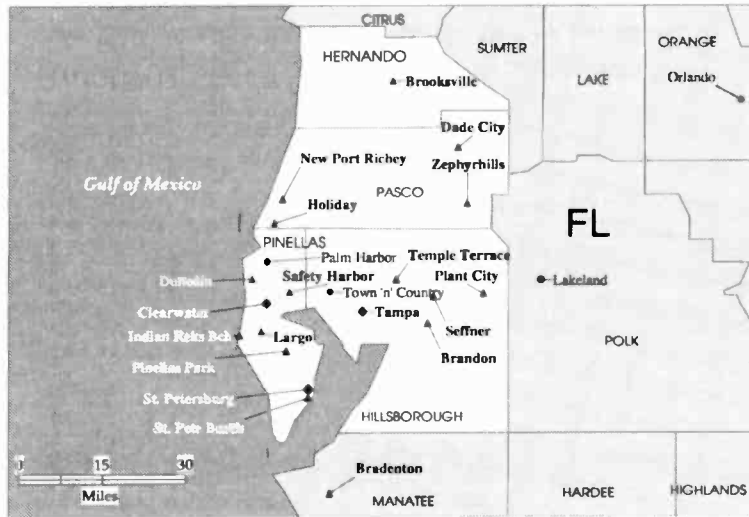 CITRUS
HERNANDO
SUMTER
ORANGE
LAKE
Brooksville
Orlando
Dade City
New Port Richey
Zephyrhills
Gulf of Mexico
PASCO
Holiday
FL
PINELLAS
Palm Harbor
Temple Terrace
Dunedin
Safety Harbor
Plant City
Lakeland
Town 'n' Country
Clearwater
Tampa
Seffner
Indian Rcks Bch
Largo
Brandon
POLK
Pinellas Park
St. Petersburg
HILLSBOROUGH
St. Pete Beach
0 15 30
Miles
Bradenton
MANATEE
HARDEE
HIGHLANDS